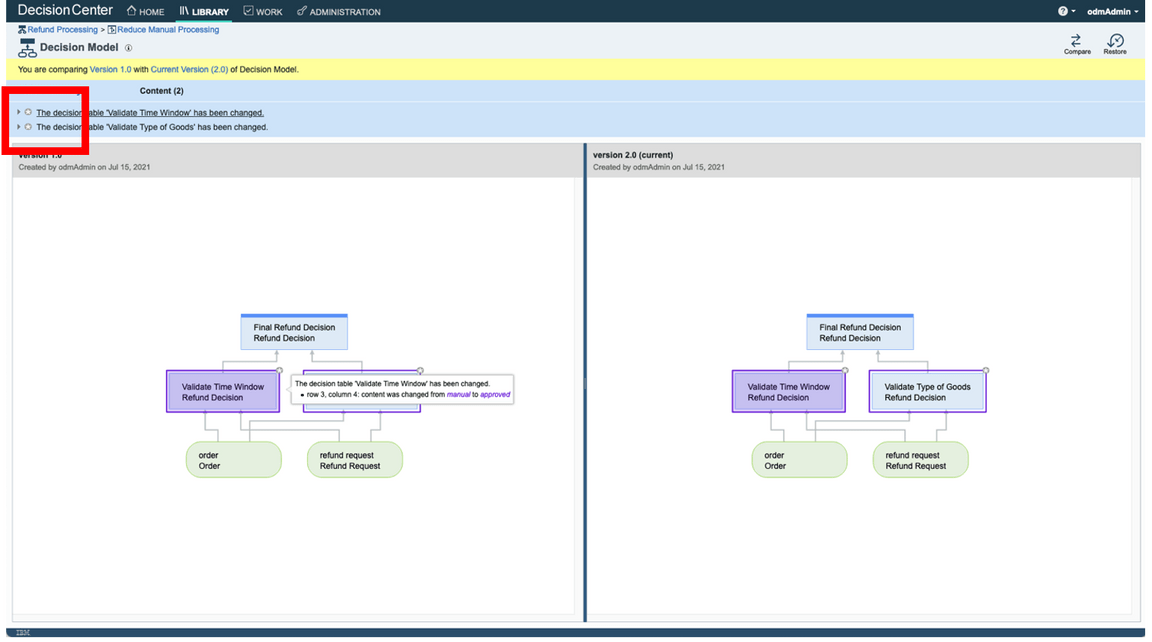 Decision Center HOME LIBRARY WORK ADMINISTRATION ? odmAdmin
Refund Processing > Reduce Manual Processing
Decision Model
Compare Restore
You are comparing Version 1.0 with Current Version (2.0) of Decision Model.
Content (2)
The decision table 'Validate Time Window' has been changed.
The decision table 'Validate Type of Goods' has been changed.
version 1.0
Created by odmAdmin on Jul 15, 2021
version 2.0 (current)
Created by odmAdmin on Jul 15, 2021
Final Refund Decision
Refund Decision
Validate Time Window
Refund Decision
The decision table 'Validate Time Window' has been changed.
• row 3, column 4: content was changed from manual to approved
order
Order
refund request
Refund Request
Final Refund Decision
Refund Decision
Validate Time Window
Refund Decision
Validate Type of Goods
Refund Decision
order
Order
refund request
Refund Request
IBM